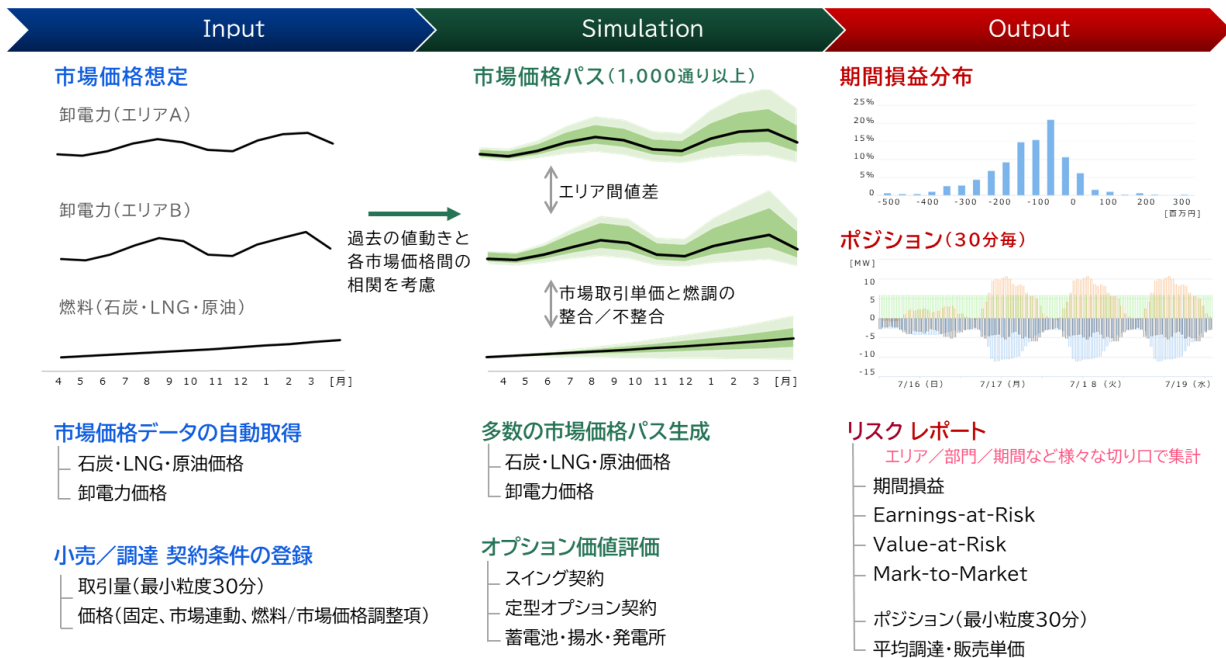 Input
Simulation
Output
市場価格想定
卸電力(エリアA)
卸電力(エリアB)
燃料(石炭・LNG・原油)
4 5 6 7 8 9 10 11 12 1 2 3 [月]
過去の値動きと
各市場価格間の
相関を考慮
市場価格パス(1,000通り以上)
エリア間値差
市場取引単価と燃調の
整合/不整合
4 5 6 7 8 9 10 11 12 1 2 3 [月]
期間損益分布
25%
20%
15%
10%
5%
0
-500 -400 -300 -200 -100 0 100 200 300
[百万円]
ポジション(30分毎)
[MW]
10
5
0
-5
-10
-15
7/16(日) 7/17(月) 7/18(火) 7/19(水)
市場価格データの自動取得
石炭・LNG・原油価格
卸電力価格
小売/調達 契約条件の登録
取引量(最小粒度30分)
価格(固定、市場連動、燃料/市場価格調整項)
多数の市場価格パス生成
石炭・LNG・原油価格
卸電力価格
オプション価値評価
スイング契約
定型オプション契約
蓄電池・揚水・発電所
リスク レポート
エリア/部門/期間など様々な切り口で集計
期間損益
Earnings-at-Risk
Value-at-Risk
Mark-to-Market
ポジション(最小粒度30分)
平均調達・販売単価